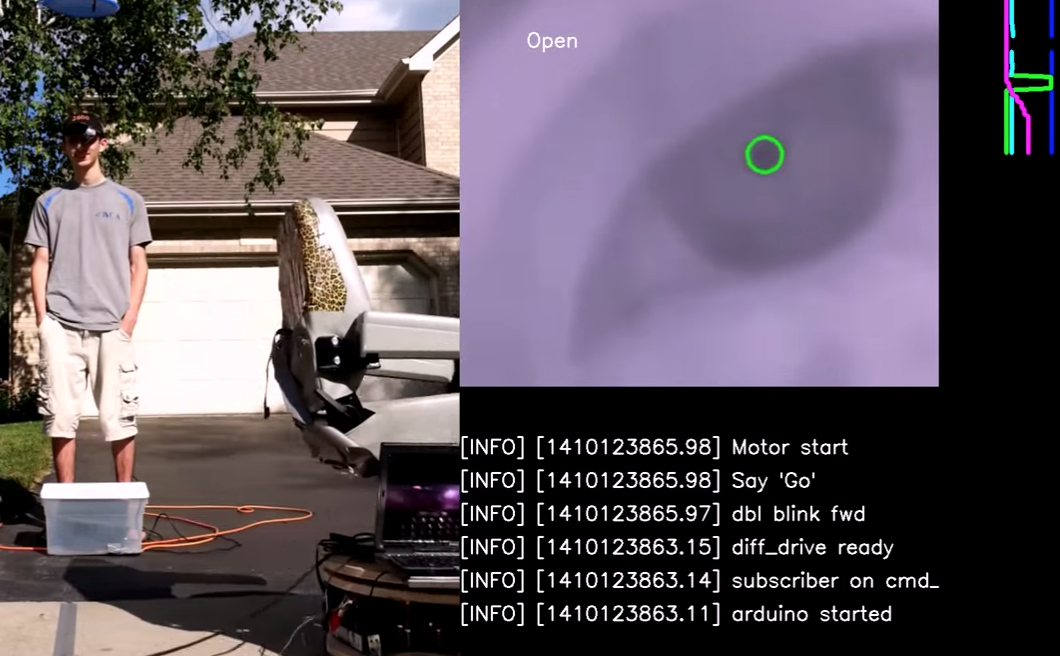 Open
[INFO] [1410123865.98] Motor start
[INFO] [1410123865.98] Say 'Go'
[INFO] [1410123865.97] dbl blink fwd
[INFO] [1410123863.15] diff_drive ready
[INFO] [1410123863.14] subscriber on cmd_
[INFO] [1410123863.11] arduino started